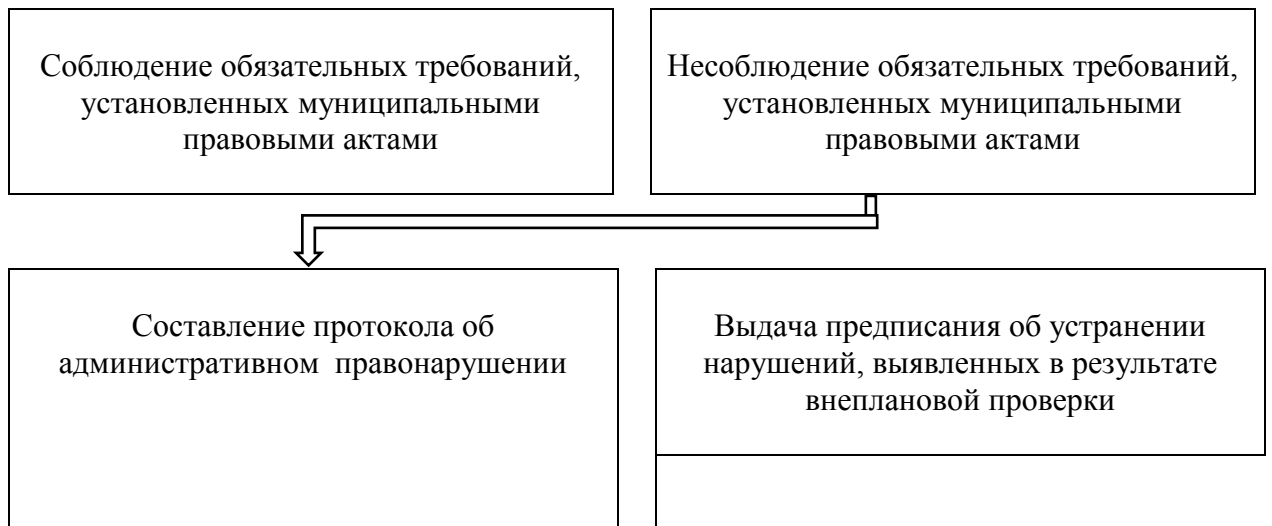 Соблюдение обязательных требований,
установленных муниципальными
правовыми актами
Несоблюдение обязательных требований,
установленных муниципальными
правовыми актами
Составление протокола об
административном  правонарушении
Выдача предписания об устранении
нарушений, выявленных в результате
внеплановой проверки